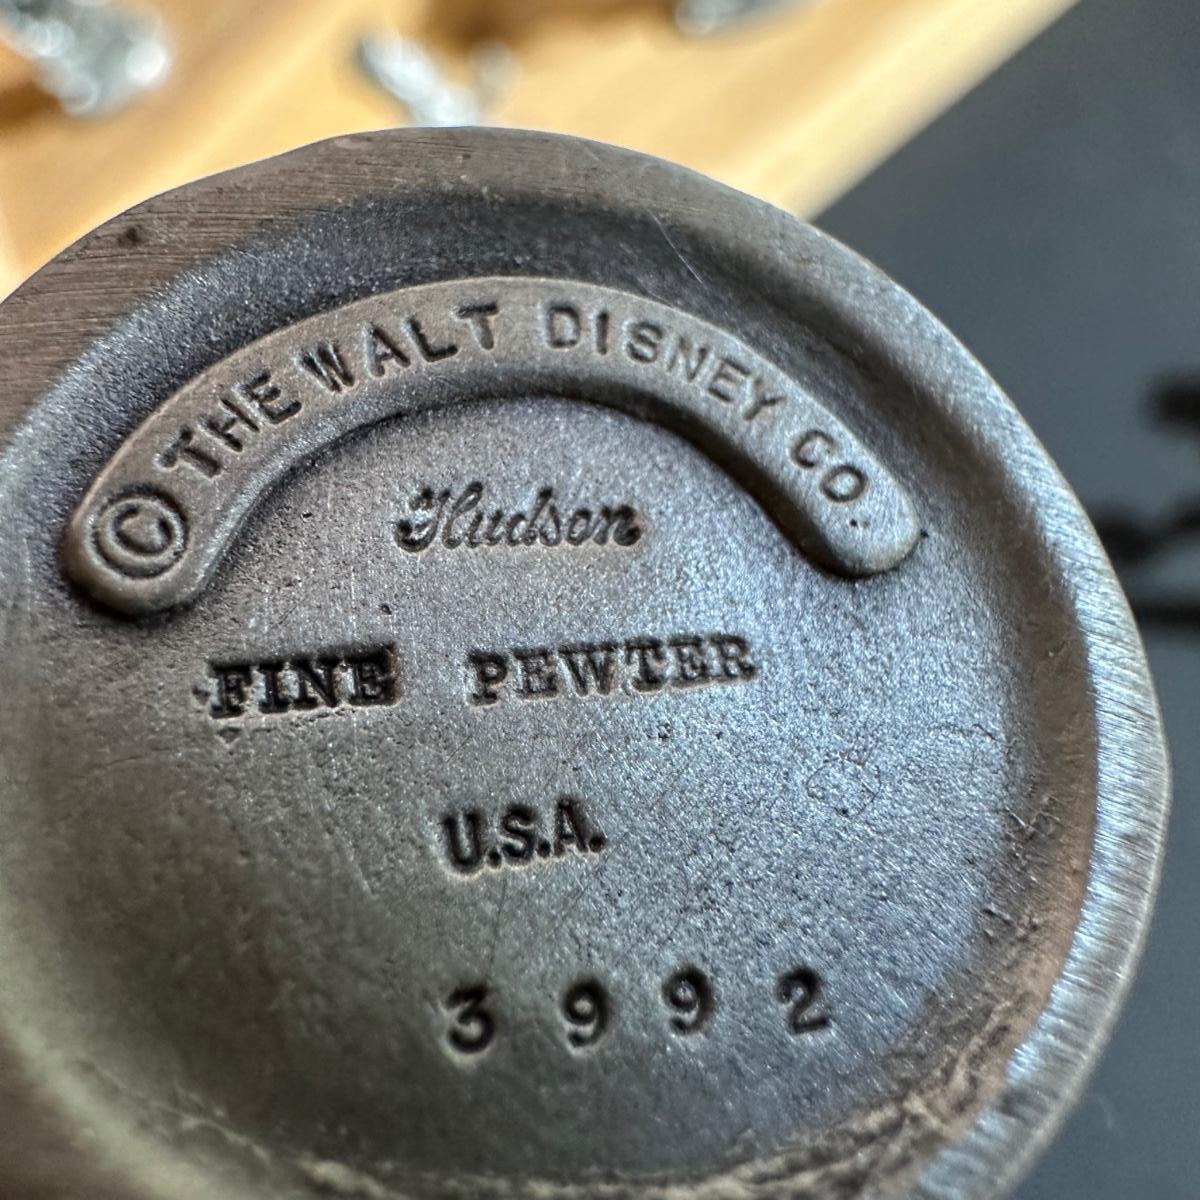 © THE WALT DISNEY CO.
Hudson
FINE PEWTER
U.S.A.
3992